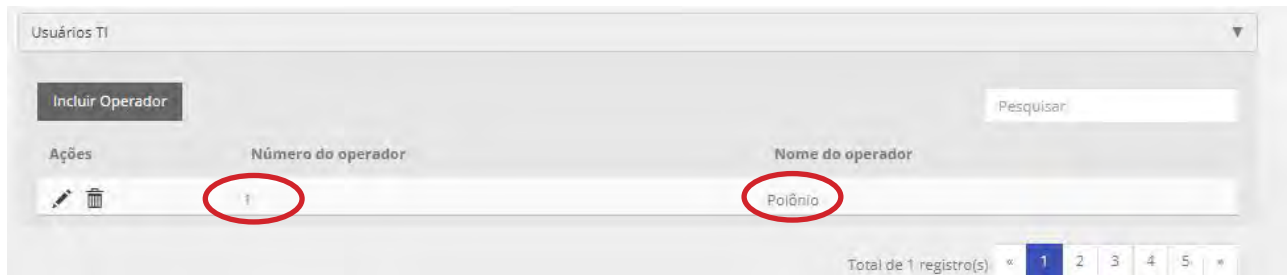 Usuários TI ▼
Incluir Operador Pesquisar
Ações Número do operador Nome do operador
1 Polônio
Total de 1 registro(s) « 1 2 3 4 5 »